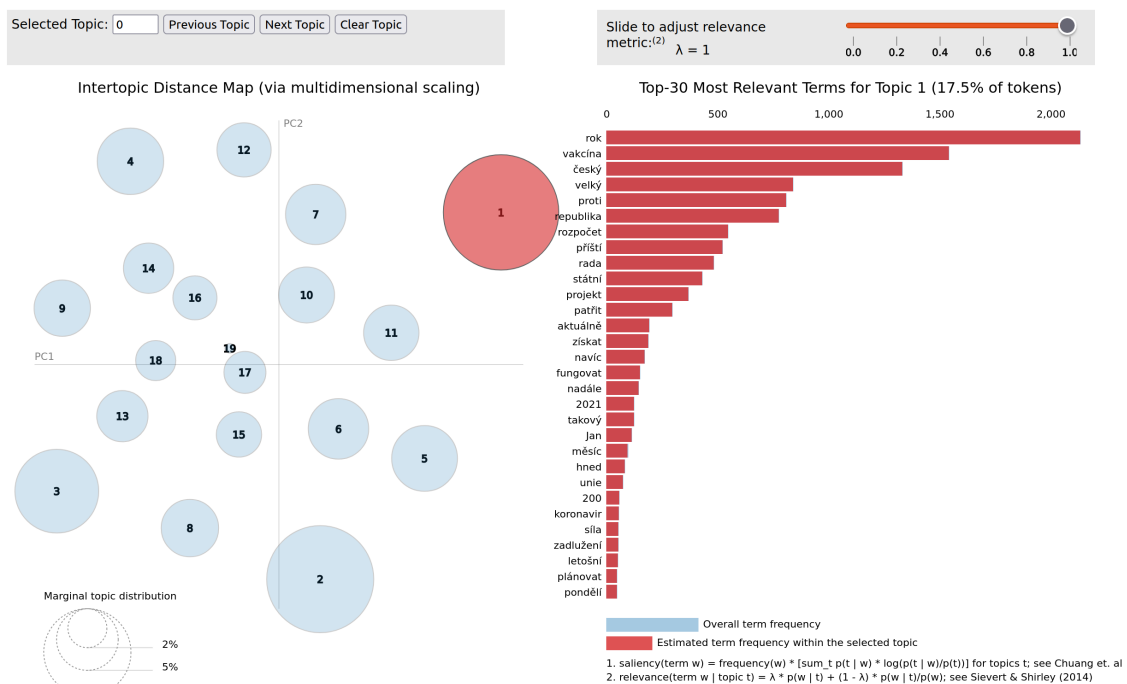 Selected Topic: 0 Previous Topic Next Topic Clear Topic
Slide to adjust relevance
metric:(2) λ = 1
0.0 0.2 0.4 0.6 0.8 1.0
Intertopic Distance Map (via multidimensional scaling)
PC2
PC1
4
12
7
1
14
16
10
9
11
19
18
17
13
15
6
5
3
8
2
Marginal topic distribution
2%
5%
Top-30 Most Relevant Terms for Topic 1 (17.5% of tokens)
0 500 1,000 1,500 2,000
rok
vakcína
český
velký
proti
republika
rozpočet
příští
rada
státní
projekt
patřit
aktuálně
získat
navíc
fungovat
nadále
2021
takový
Jan
měsíc
hned
unie
200
koronavir
síla
zadlužení
letošní
plánovat
pondělí
Overall term frequency
Estimated term frequency within the selected topic
1. saliency(term w) = frequency(w) * [sum_t p(t | w) * log(p(t | w)/p(t))] for topics t; see Chuang et. al
2. relevance(term w | topic t) = λ * p(w | t) + (1 - λ) * p(w | t)/p(w); see Sievert & Shirley (2014)